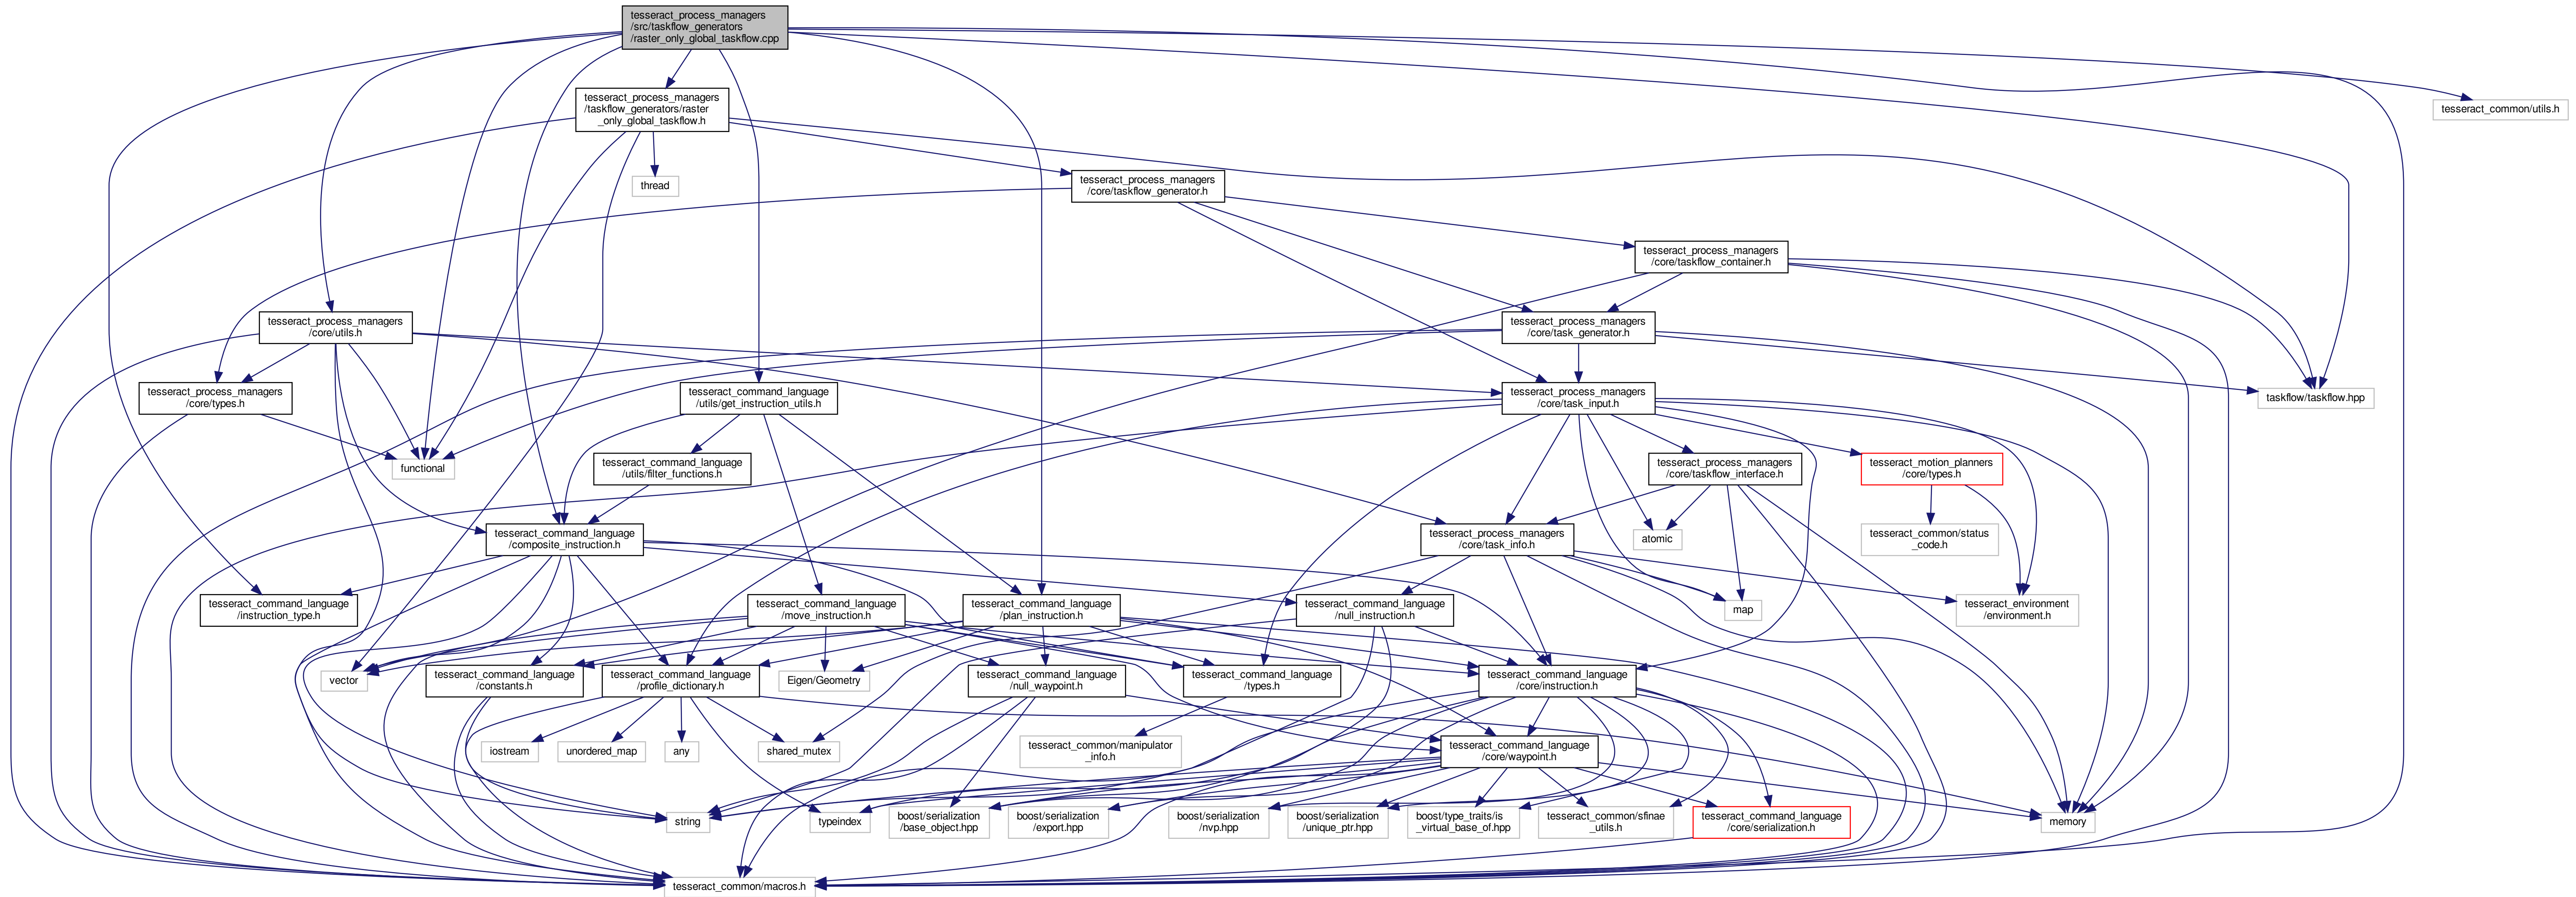 tesseract_process_managers
/src/taskflow_generators
/raster_only_global_taskflow.cpp
tesseract_process_managers
/taskflow_generators/raster
_only_global_taskflow.h
tesseract_common/utils.h
thread
tesseract_process_managers
/core/taskflow_generator.h
tesseract_process_managers
/core/taskflow_container.h
tesseract_process_managers
/core/utils.h
tesseract_process_managers
/core/task_generator.h
tesseract_process_managers
/core/types.h
tesseract_command_language
/utils/get_instruction_utils.h
tesseract_process_managers
/core/task_input.h
taskflow/taskflow.hpp
functional
tesseract_command_language
/utils/filter_functions.h
tesseract_process_managers
/core/taskflow_interface.h
tesseract_motion_planners
/core/types.h
tesseract_command_language
/composite_instruction.h
tesseract_process_managers
/core/task_info.h
atomic
tesseract_common/status
_code.h
tesseract_command_language
/instruction_type.h
tesseract_command_language
/move_instruction.h
tesseract_command_language
/plan_instruction.h
tesseract_command_language
/null_instruction.h
map
tesseract_environment
/environment.h
vector
tesseract_command_language
/constants.h
tesseract_command_language
/profile_dictionary.h
Eigen/Geometry
tesseract_command_language
/null_waypoint.h
tesseract_command_language
/types.h
tesseract_command_language
/core/instruction.h
iostream
unordered_map
any
shared_mutex
tesseract_common/manipulator
_info.h
tesseract_command_language
/core/waypoint.h
string
typeindex
boost/serialization
/base_object.hpp
boost/serialization
/export.hpp
boost/serialization
/nvp.hpp
boost/serialization
/unique_ptr.hpp
boost/type_traits/is
_virtual_base_of.hpp
tesseract_common/sfinae
_utils.h
tesseract_command_language
/core/serialization.h
memory
tesseract_common/macros.h